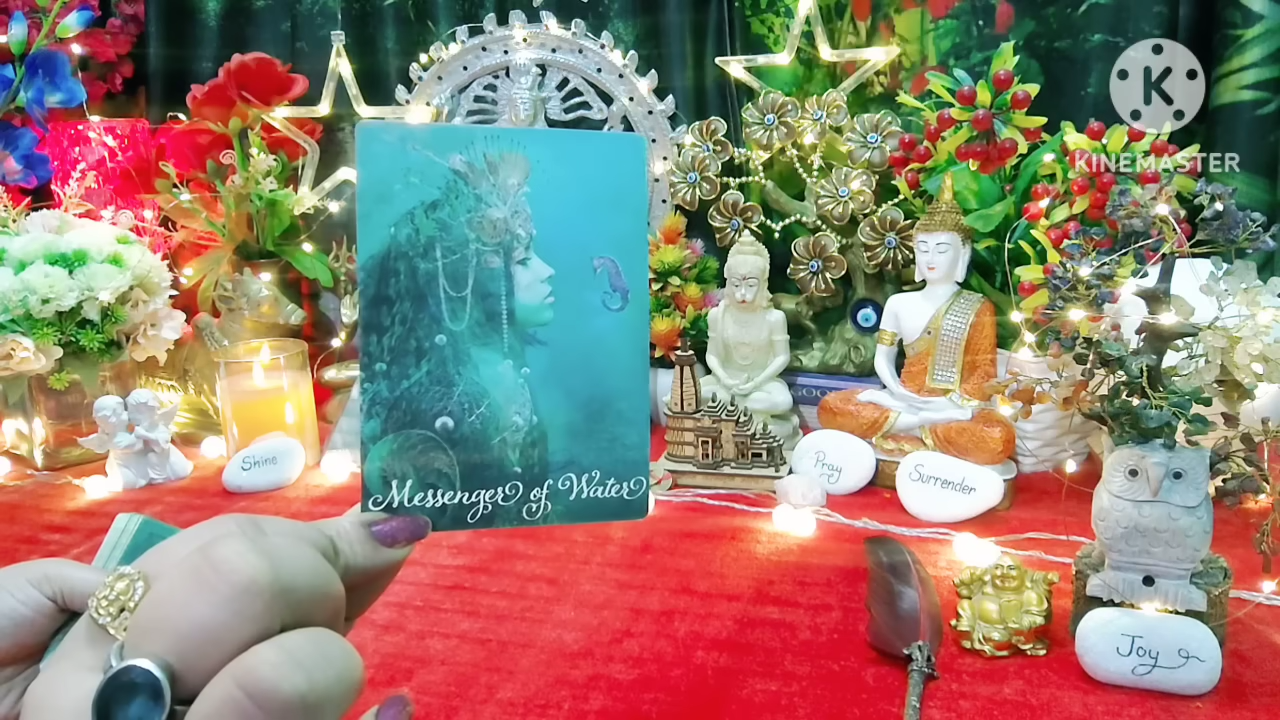 K
KINEMASTER
Shine
Messenger of Water
Pray
Surrender
Joy